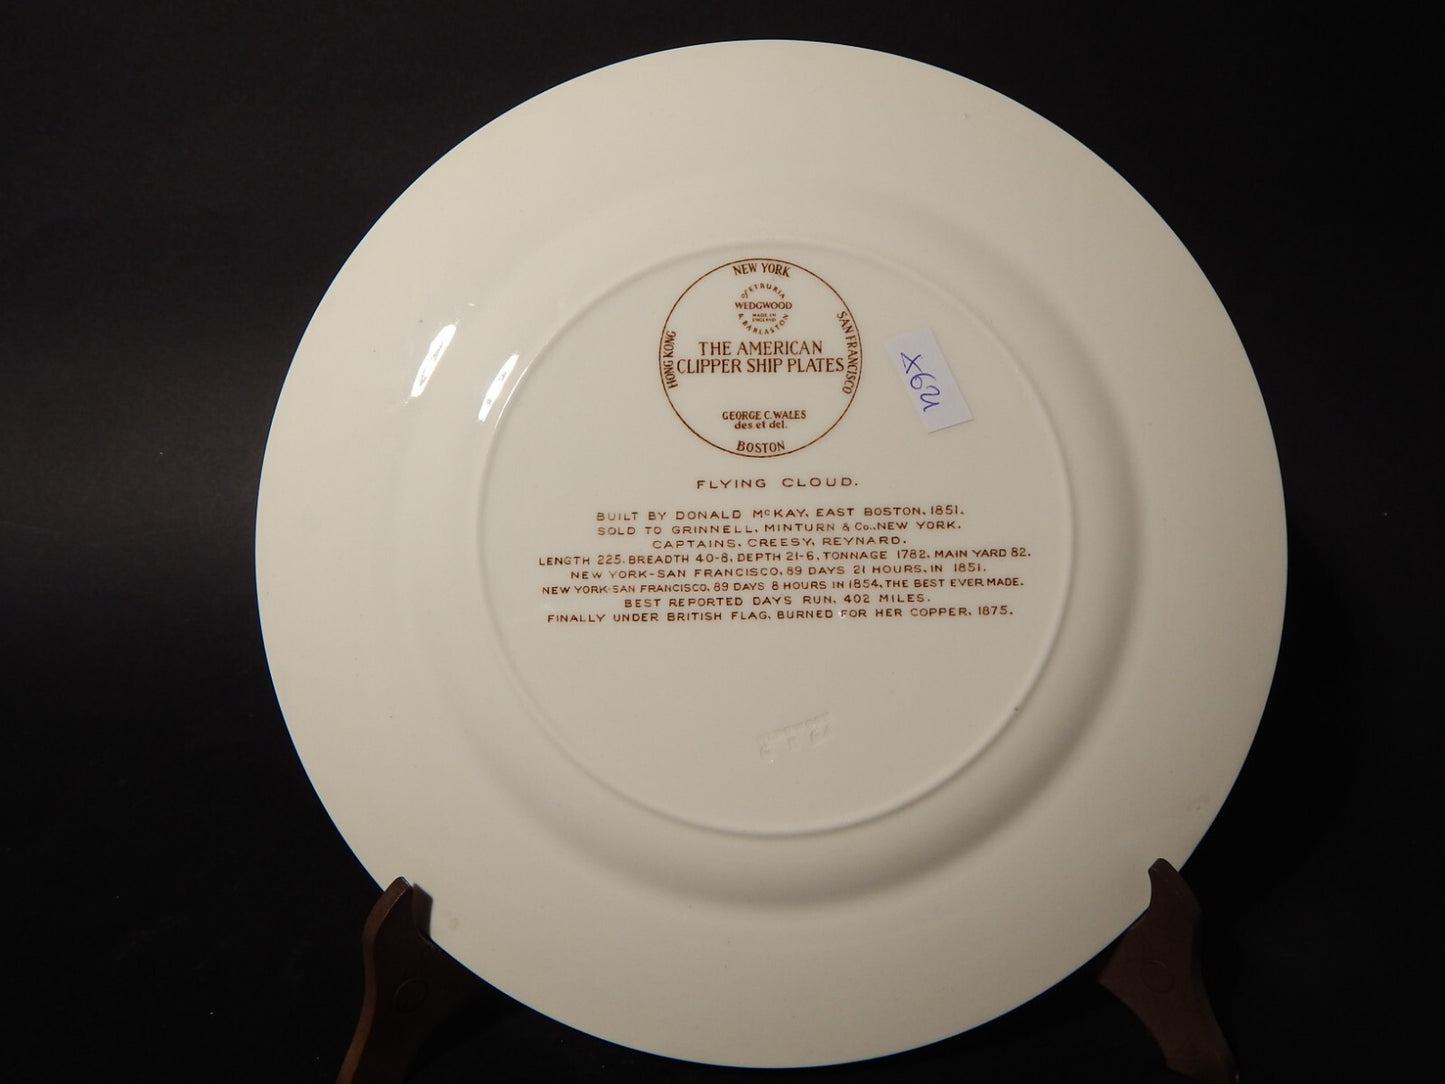 NEW YORK
OF ETRURIA
WEDGWOOD
MADE IN
ENGLAND
& BARLASTON
HONG KONG
SAN FRANCISCO
THE AMERICAN
CLIPPER SHIP PLATES
GEORGE C. WALES
des. et del.
BOSTON
X62
FLYING CLOUD.
BUILT BY DONALD McKAY, EAST BOSTON, 1851.
SOLD TO GRINNELL, MINTURN & Co., NEW YORK.
CAPTAINS, CREESY, REYNARD.
LENGTH 225, BREADTH 40-8, DEPTH 21-6, TONNAGE 1782, MAIN YARD 82.
NEW YORK-SAN FRANCISCO, 89 DAYS 21 HOURS, IN 1851.
NEW YORK-SAN FRANCISCO, 89 DAYS 8 HOURS IN 1854, THE BEST EVER MADE.
BEST REPORTED DAYS RUN, 402 MILES.
FINALLY UNDER BRITISH FLAG, BURNED FOR HER COPPER, 1875.